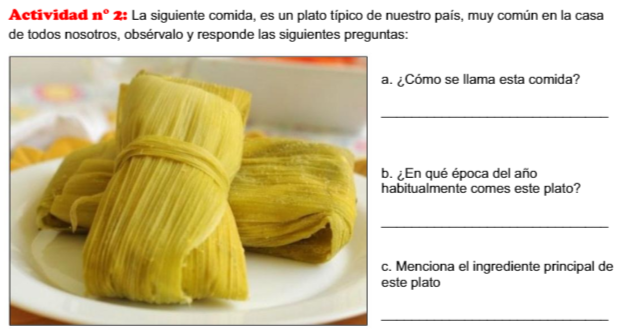 Actividad nº 2: La siguiente comida, es un plato típico de nuestro país, muy común en la casa
de todos nosotros, obsérvalo y responde las siguientes preguntas:
a. ¿Cómo se llama esta comida?
b. ¿En qué época del año
habitualmente comes este plato?
c. Menciona el ingrediente principal de
este plato